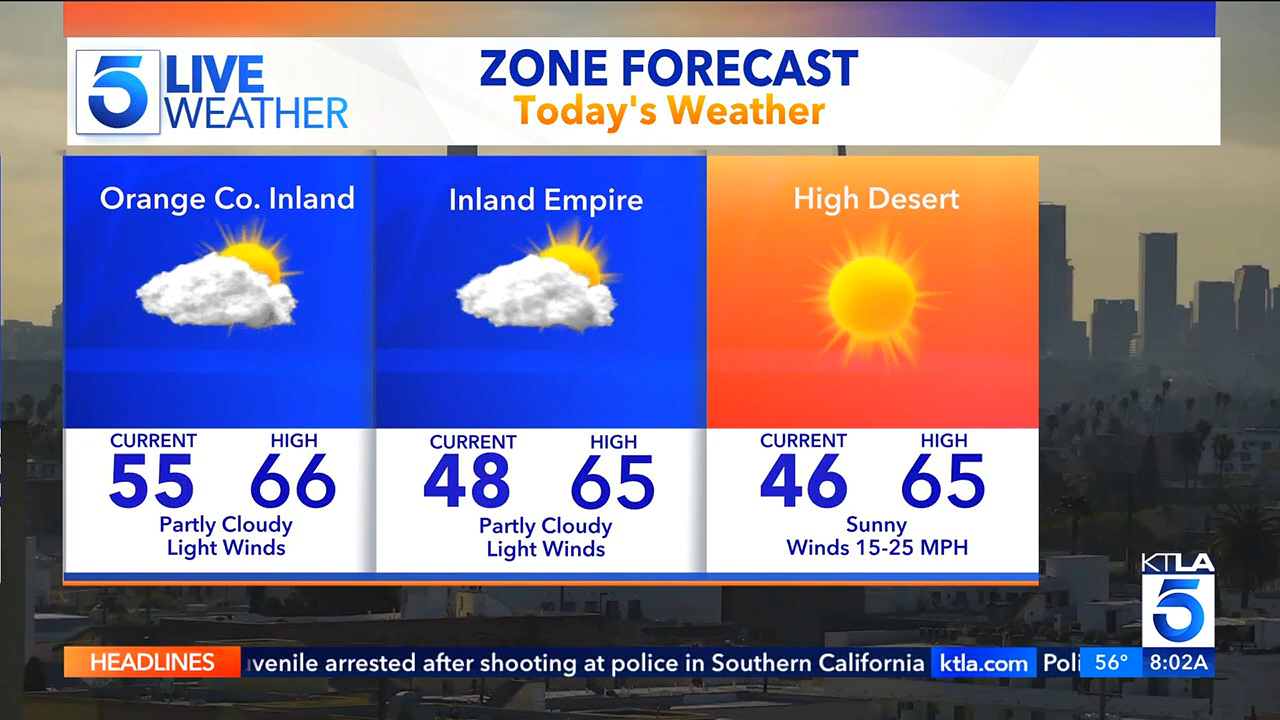 5 LIVE
WEATHER
ZONE FORECAST
Today's Weather
Orange Co. Inland
CURRENT HIGH
55 66
Partly Cloudy
Light Winds
Inland Empire
CURRENT HIGH
48 65
Partly Cloudy
Light Winds
High Desert
CURRENT HIGH
46 65
Sunny
Winds 15-25 MPH
KTLA
5
HEADLINES uvenile arrested after shooting at police in Southern California ktla.com Poli 56° 8:02A